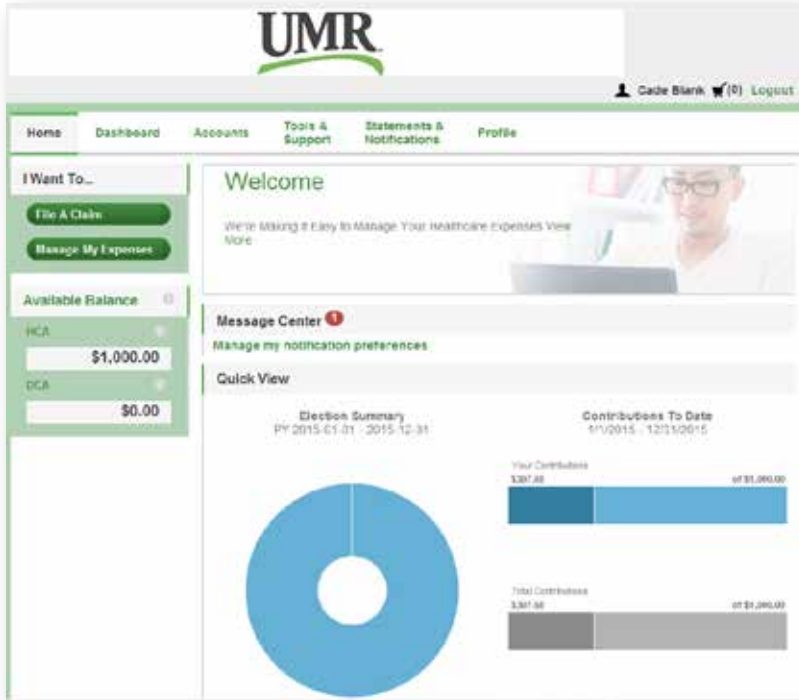 UMR
Cade Blank (0) Logout
Home Dashboard Accounts Tools & Support Statements & Notifications Profile
I Want To...
File A Claim
Manage My Expenses
Available Balance
HCA
$1,000.00
DCA
$0.00
Welcome
We're Making it Easy to Manage Your Healthcare Expenses View
More
Message Center 1
Manage my notification preferences
Quick View
Election Summary
PY 2015-01-01 - 2015-12-31
Contributions To Date
1/1/2015 - 12/31/2015
Your Contributions
of $1,000.00
Total Contributions
of $1,000.00